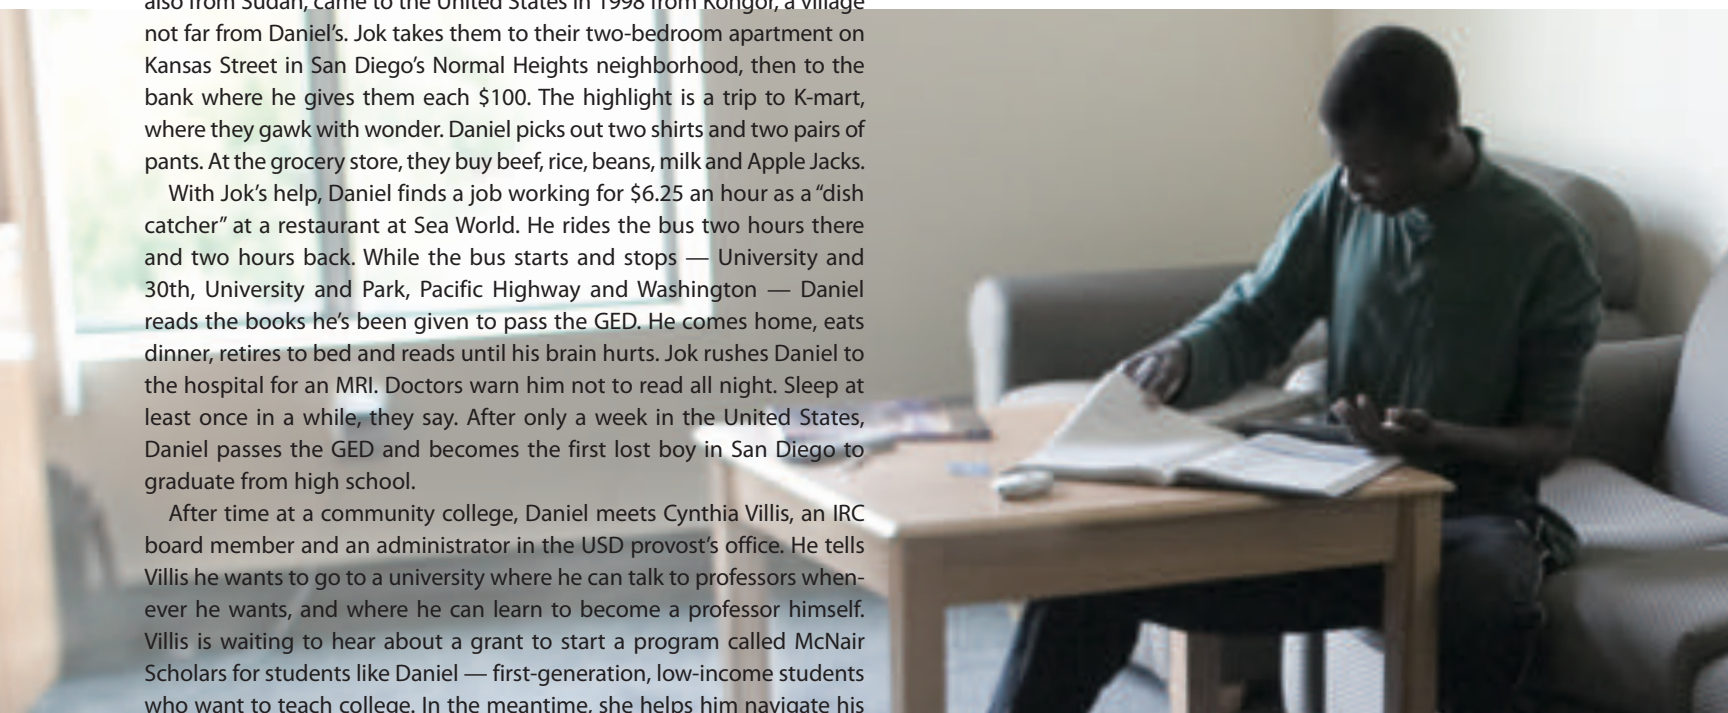 also from Sudan, came to the United States in 1998 from Kongor, a village
not far from Daniel’s. Jok takes them to their two-bedroom apartment on
Kansas Street in San Diego’s Normal Heights neighborhood, then to the
bank where he gives them each $100. The highlight is a trip to K-mart,
where they gawk with wonder. Daniel picks out two shirts and two pairs of
pants. At the grocery store, they buy beef, rice, beans, milk and Apple Jacks.
With Jok’s help, Daniel finds a job working for $6.25 an hour as a “dish
catcher” at a restaurant at Sea World. He rides the bus two hours there
and two hours back. While the bus starts and stops — University and
30th, University and Park, Pacific Highway and Washington — Daniel
reads the books he’s been given to pass the GED. He comes home, eats
dinner, retires to bed and reads until his brain hurts. Jok rushes Daniel to
the hospital for an MRI. Doctors warn him not to read all night. Sleep at
least once in a while, they say. After only a week in the United States,
Daniel passes the GED and becomes the first lost boy in San Diego to
graduate from high school.
After time at a community college, Daniel meets Cynthia Villis, an IRC
board member and an administrator in the USD provost’s office. He tells
Villis he wants to go to a university where he can talk to professors when-
ever he wants, and where he can learn to become a professor himself.
Villis is waiting to hear about a grant to start a program called McNair
Scholars for students like Daniel — first-generation, low-income students
who want to teach college. In the meantime, she helps him navigate his